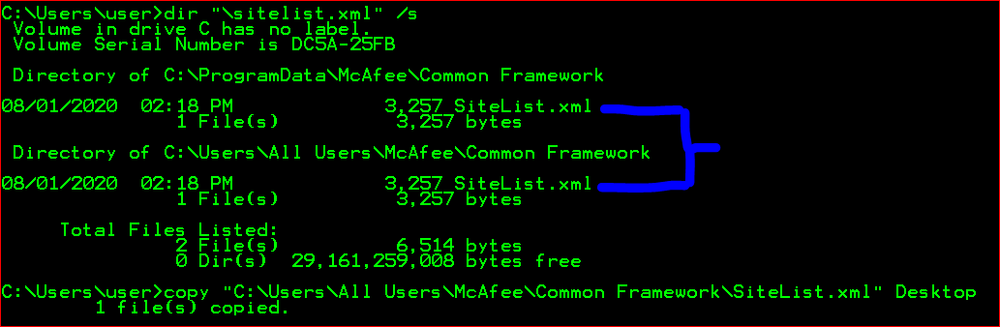 C:\Users\user>dir "\sitelist.xml" /s
Volume in drive C has no label.
Volume Serial Number is DC5A-25FB
Directory of C:\ProgramData\McAfee\Common Framework
08/01/2020  02:18 PM             3,257 SiteList.xml
1 File(s)          3,257 bytes
Directory of C:\Users\All Users\McAfee\Common Framework
08/01/2020  02:18 PM             3,257 SiteList.xml
1 File(s)          3,257 bytes
Total Files Listed:
2 File(s)          6,514 bytes
0 Dir(s)  29,161,259,008 bytes free
C:\Users\user>copy "C:\Users\All Users\McAfee\Common Framework\SiteList.xml" Desktop
1 file(s) copied.